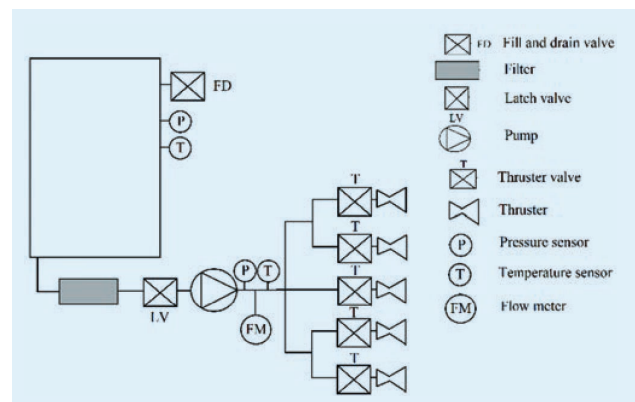 FD
P
T
LV
P
T
FM
T
T
T
T
T
FD Fill and drain valve
Filter
Latch valve
LV
Pump
T
Thruster valve
Thruster
P Pressure sensor
T Temperature sensor
FM Flow meter